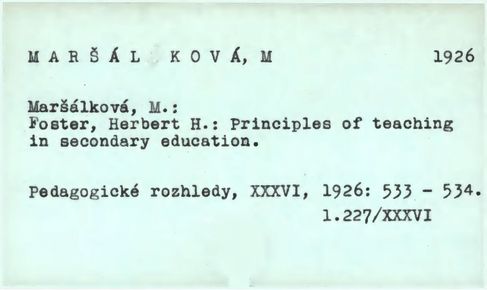 MARŠÁLKOVÁ, M 1926
Maršálková, M.:
Foster, Herbert H.: Principles of teaching
in secondary education.
Pedagogické rozhledy, XXXVI, 1926: 533 - 534.
1.227/XXXVI